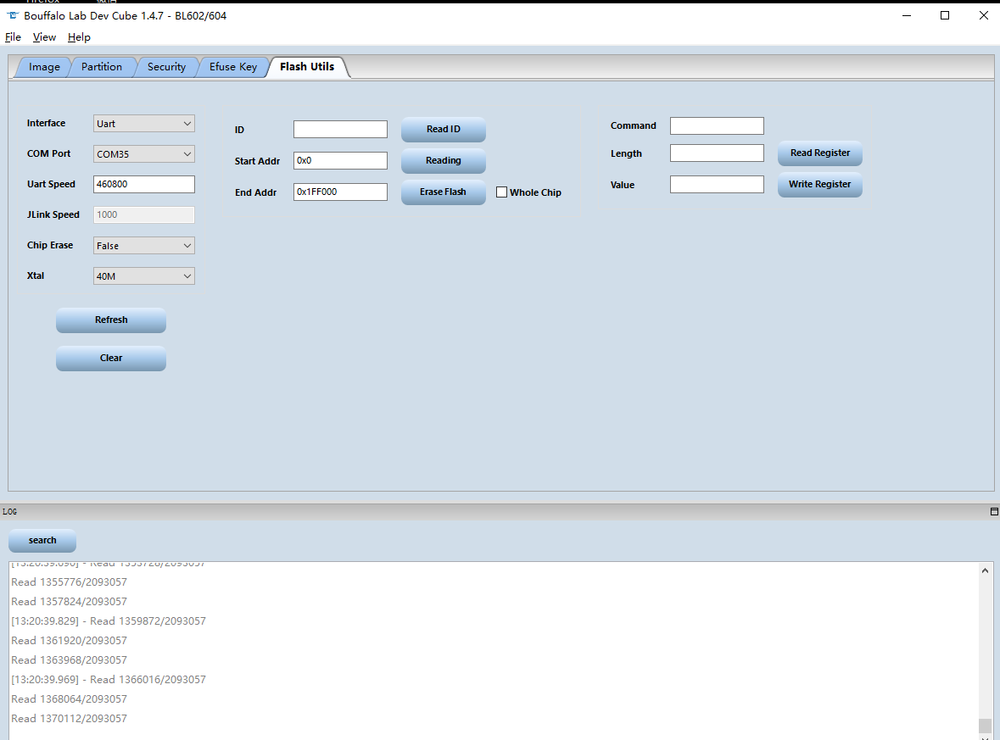 Bouffalo Lab Dev Cube 1.4.7 - BL602/604
File View Help
Image Partition Security Efuse Key Flash Utils
Interface Uart
COM Port COM35
Uart Speed 460800
JLink Speed 1000
Chip Erase False
Xtal 40M
Refresh
Clear
ID Read ID
Start Addr 0x0 Reading
End Addr 0x1FF000 Erase Flash Whole Chip
Command
Length Read Register
Value Write Register
LOG
search
Read 1355776/2093057
Read 1357824/2093057
[13:20:39.829] - Read 1359872/2093057
Read 1361920/2093057
Read 1363968/2093057
[13:20:39.969] - Read 1366016/2093057
Read 1368064/2093057
Read 1370112/2093057